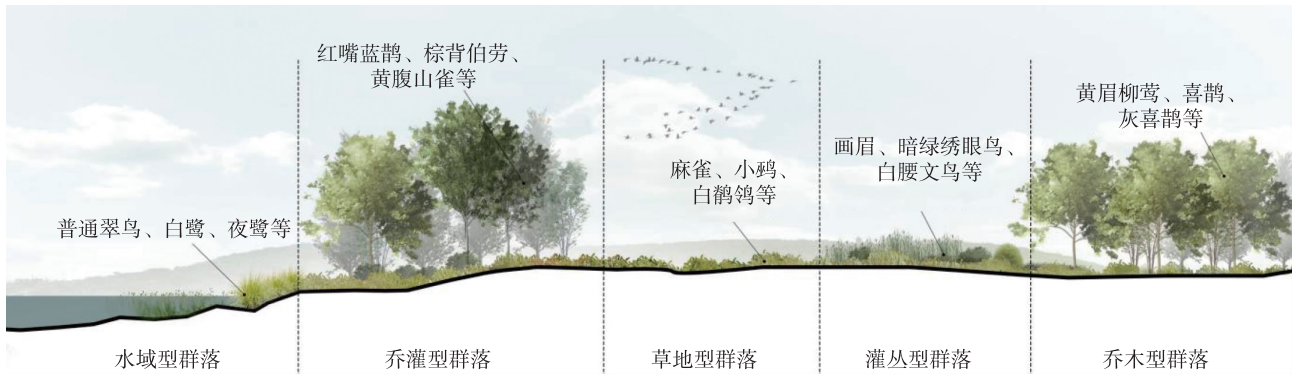 红嘴蓝鹊、棕背伯劳、
黄腹山雀等
黄眉柳莺、喜鹊、
灰喜鹊等
画眉、暗绿绣眼鸟、
白腰文鸟等
麻雀、小鹀、
白鹡鸰等
普通翠鸟、白鹭、夜鹭等
水域型群落
乔灌型群落
草地型群落
灌丛型群落
乔木型群落